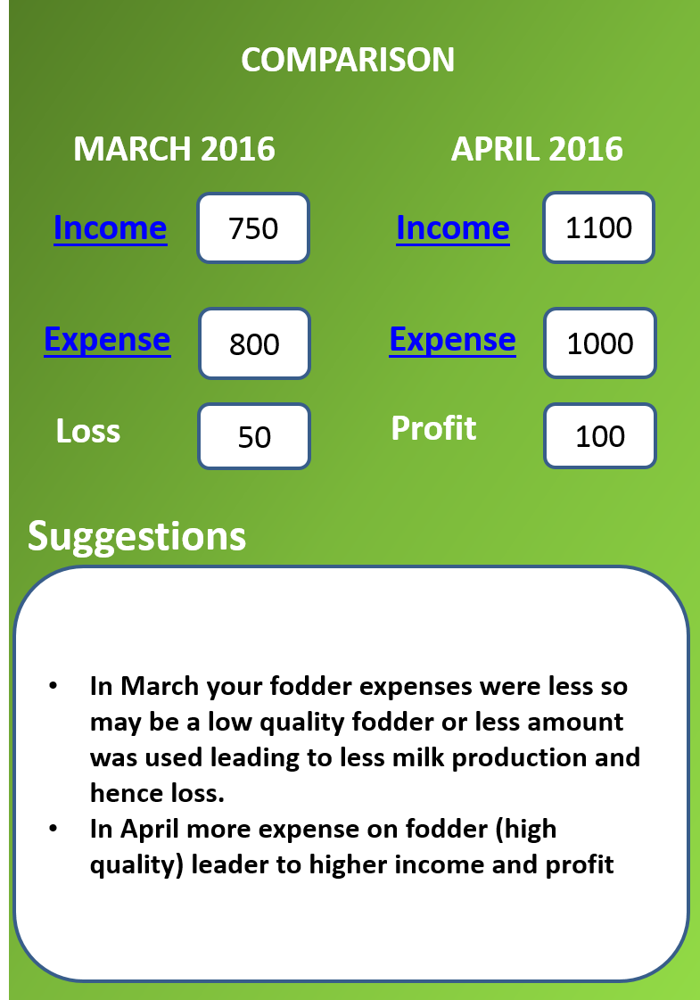 COMPARISON
MARCH 2016 APRIL 2016
Income 750 Income 1100
Expense 800 Expense 1000
Loss 50 Profit 100
Suggestions
• In March your fodder expenses were less so
may be a low quality fodder or less amount
was used leading to less milk production and
hence loss.
• In April more expense on fodder (high
quality) leader to higher income and profit